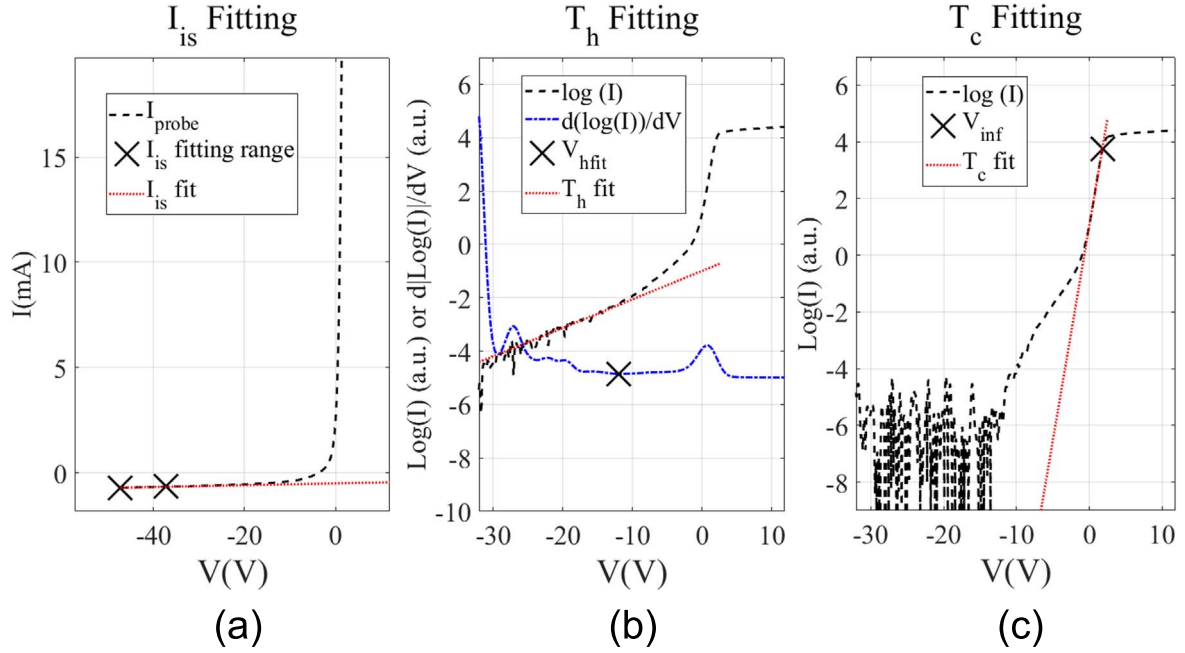 I_is Fitting
I(mA)
15
10
5
0
-40
-20
0
V(V)
I_probe
I_is fitting range
I_is fit
(a)
T_h Fitting
Log(I) (a.u.) or d|Log(I)|/dV (a.u.)
6
4
2
0
-2
-4
-6
-8
-10
-30
-20
-10
0
10
V(V)
log (I)
d(log(I))/dV
V_hfit
T_h fit
(b)
T_c Fitting
Log(I) (a.u.)
6
4
2
0
-2
-4
-6
-8
-30
-20
-10
0
10
V(V)
log (I)
V_inf
T_c fit
(c)